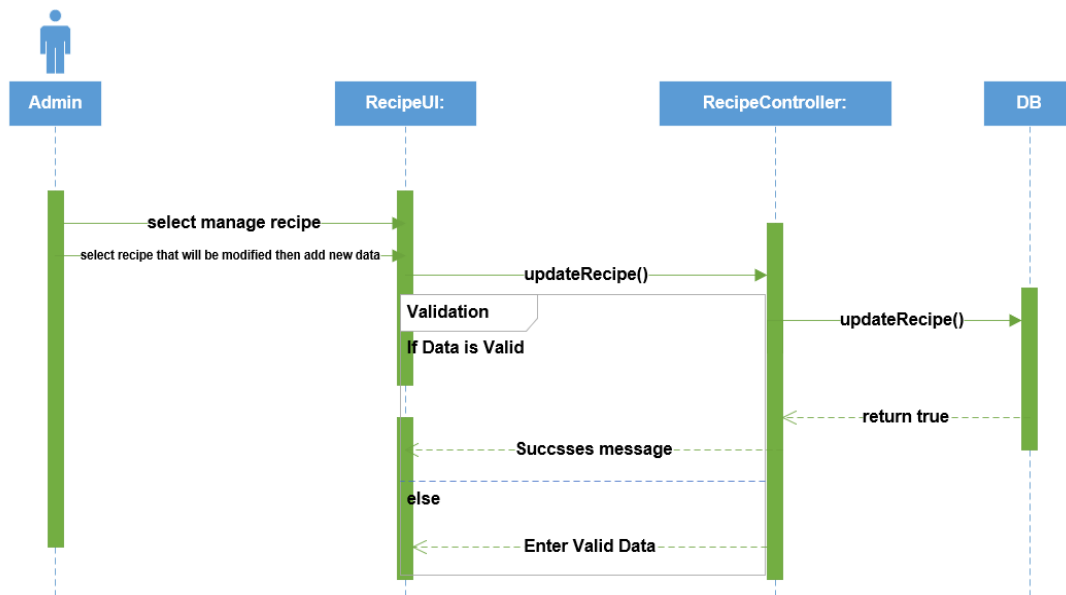 Admin
RecipeUI:
RecipeController:
DB
select manage recipe
select recipe that will be modified then add new data
updateRecipe()
Validation
updateRecipe()
If Data is Valid
return true
Succsses message
else
Enter Valid Data